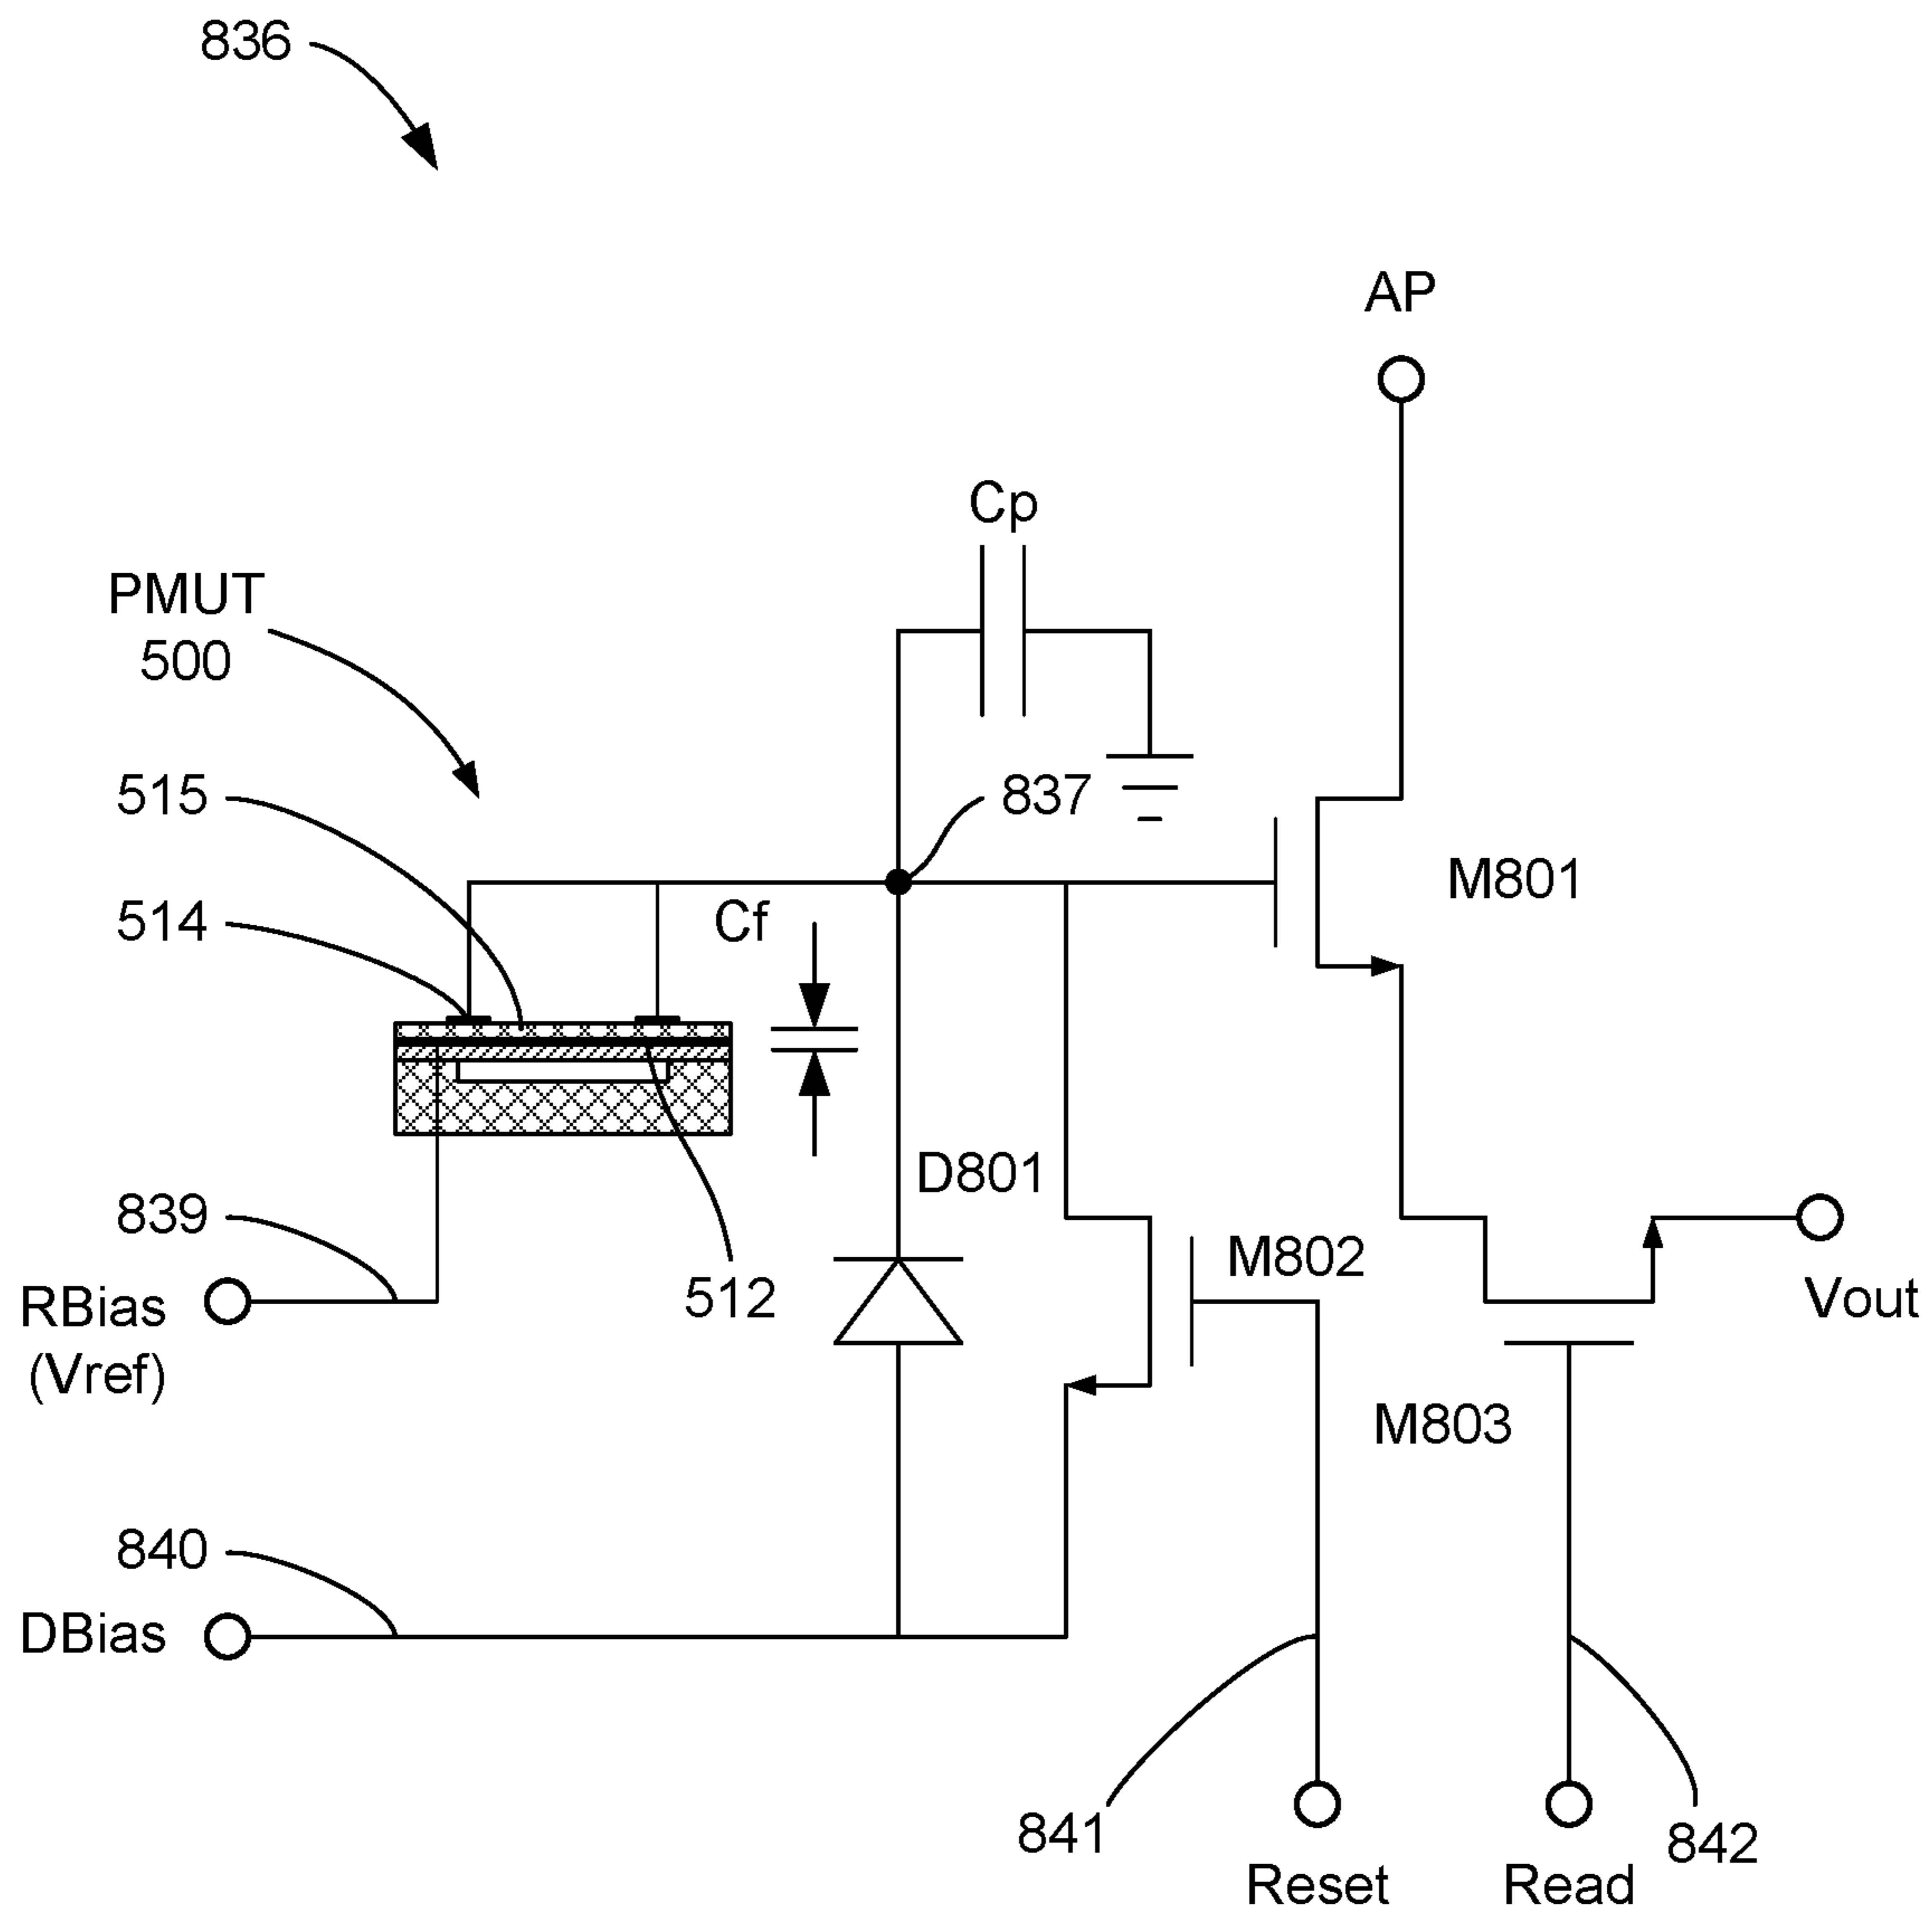 836
AP
Cp
PMUT
500
515
837
M801
514
Cf
D801
839
M802
512
RBias
(Vref)
Vout
M803
840
DBias
841
842
Reset
Read